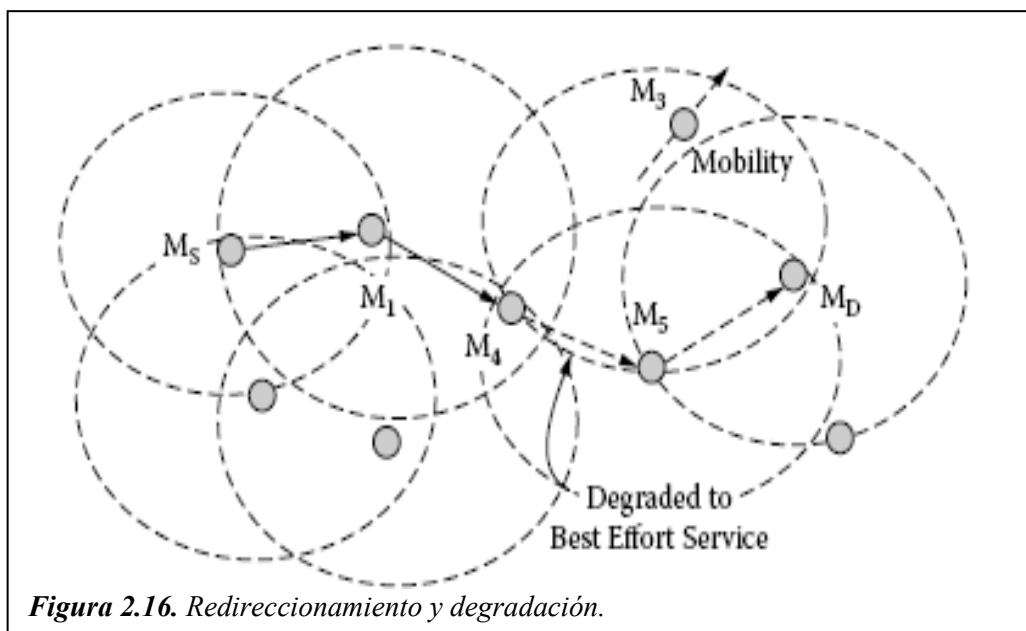 M3
Mobility
MS
M1
M4
M5
MD
Degraded to
Best Effort Service
Figura 2.16. Redireccionamiento y degradación.